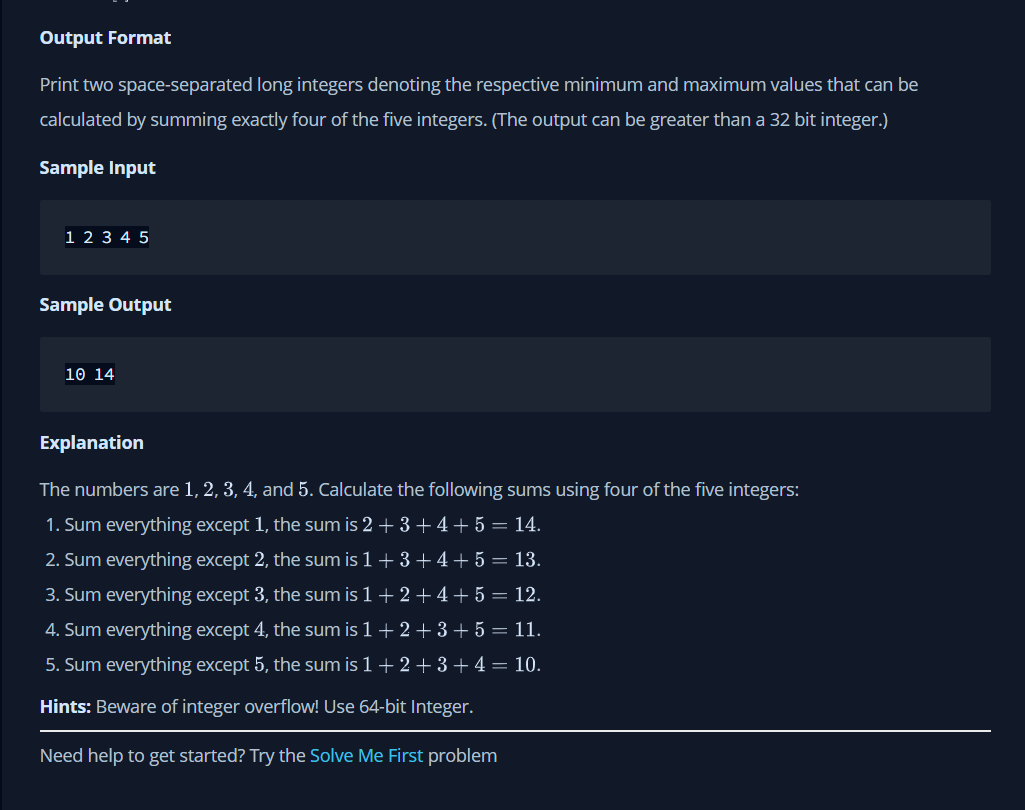 Output Format
Print two space-separated long integers denoting the respective minimum and maximum values that can be
calculated by summing exactly four of the five integers. (The output can be greater than a 32 bit integer.)
Sample Input
1 2 3 4 5
Sample Output
10 14
Explanation
The numbers are 1, 2, 3, 4, and 5. Calculate the following sums using four of the five integers:
1. Sum everything except 1, the sum is 2 + 3 + 4 + 5 = 14.
2. Sum everything except 2, the sum is 1 + 3 + 4 + 5 = 13.
3. Sum everything except 3, the sum is 1 + 2 + 4 + 5 = 12.
4. Sum everything except 4, the sum is 1 + 2 + 3 + 5 = 11.
5. Sum everything except 5, the sum is 1 + 2 + 3 + 4 = 10.
Hints: Beware of integer overflow! Use 64-bit Integer.
Need help to get started? Try the Solve Me First problem